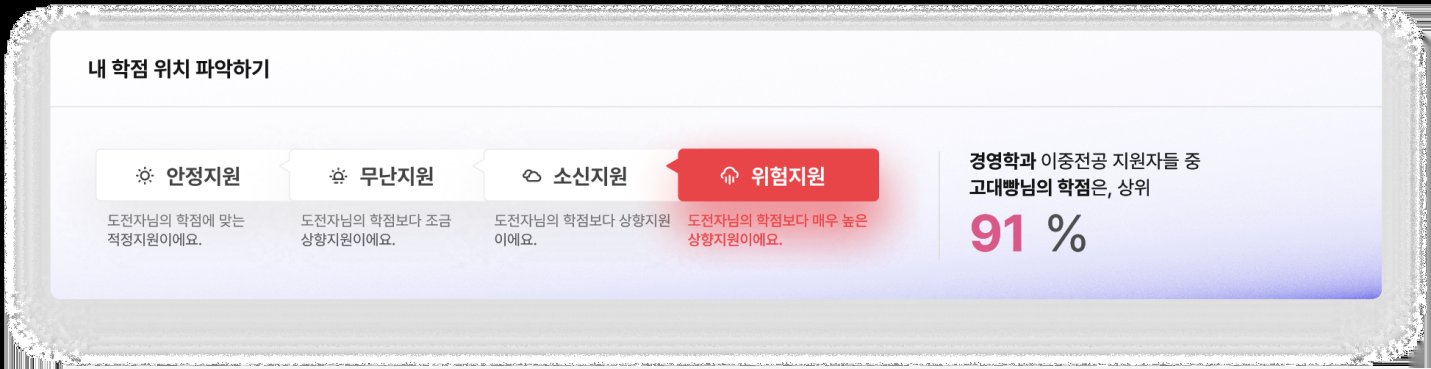 내 학점 위치 파악하기
안정지원
도전자님의 학점에 맞는
적정지원이에요.
무난지원
도전자님의 학점보다 조금
상향지원이에요.
소신지원
도전자님의 학점보다 상향지원
이에요.
위험지원
도전자님의 학점보다 매우 높은
상향지원이에요.
경영학과 이중전공 지원자들 중
고대빵님의 학점은, 상위
91 %